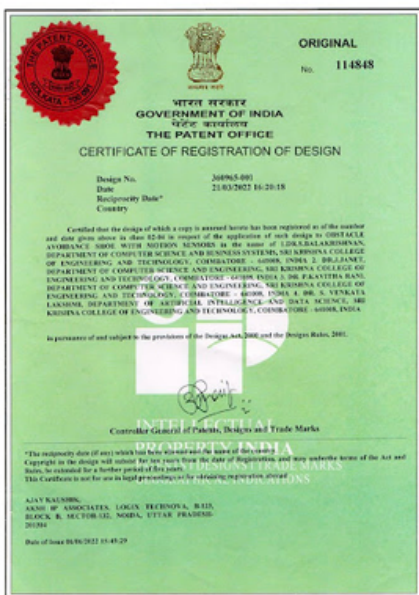 THE PATENT OFFICE
ORIGINAL
No. 114848
भारत सरकार
GOVERNMENT OF INDIA
पेटेंट कार्यालय
THE PATENT OFFICE
CERTIFICATE OF REGISTRATION OF DESIGN
Design No. 360965-001
Date 21/03/2022 16:20:18
Reciprocity Date*
Country
Certified that the design of which a copy is annexed hereto has been registered as of the number
and date given above in class 02-04 in respect of the application of such design to OBSTACLE
AVOIDANCE SHOE WITH MOTION SENSORS in the name of 1.DR.S.BALAKRISHNAN,
DEPARTMENT OF COMPUTER SCIENCE AND BUSINESS SYSTEMS, SRI KRISHNA COLLEGE
OF ENGINEERING AND TECHNOLOGY, COIMBATORE - 641008, INDIA 2. DR.J.JANET,
DEPARTMENT OF COMPUTER SCIENCE AND ENGINEERING, SRI KRISHNA COLLEGE OF
ENGINEERING AND TECHNOLOGY, COIMBATORE - 641008, INDIA 3. DR. P.KAVITHA RANI,
DEPARTMENT OF COMPUTER SCIENCE AND ENGINEERING, SRI KRISHNA COLLEGE OF
ENGINEERING AND TECHNOLOGY, COIMBATORE - 641008, INDIA 4. DR. S. VENKATA
LAKSHMI, DEPARTMENT OF ARTIFICIAL INTELLIGENCE AND DATA SCIENCE, SRI
KRISHNA COLLEGE OF ENGINEERING AND TECHNOLOGY, COIMBATORE - 641008, INDIA
in pursuance of and subject to the provisions of the Designs Act, 2000 and the Designs Rules, 2001.
INTELLECTUAL
Controller General of Patents, Designs and Trade Marks
PROPERTY INDIA
*The reciprocity date (if any) which has been allowed and the name of the country.
Copyright in the design will subsist for ten years from the date of Registration, and may under the terms of the Act and
Rules, be extended for a further period of five years.
This Certificate is not for use in legal proceedings or for obtaining registration abroad.
AJAY KAUSHIK,
AKSH IP ASSOCIATES, LOGIX TECHNOVA, B-125,
BLOCK B, SECTOR-132, NOIDA, UTTAR PRADESH-
201304
Date of Issue 08/06/2022 15:49:29